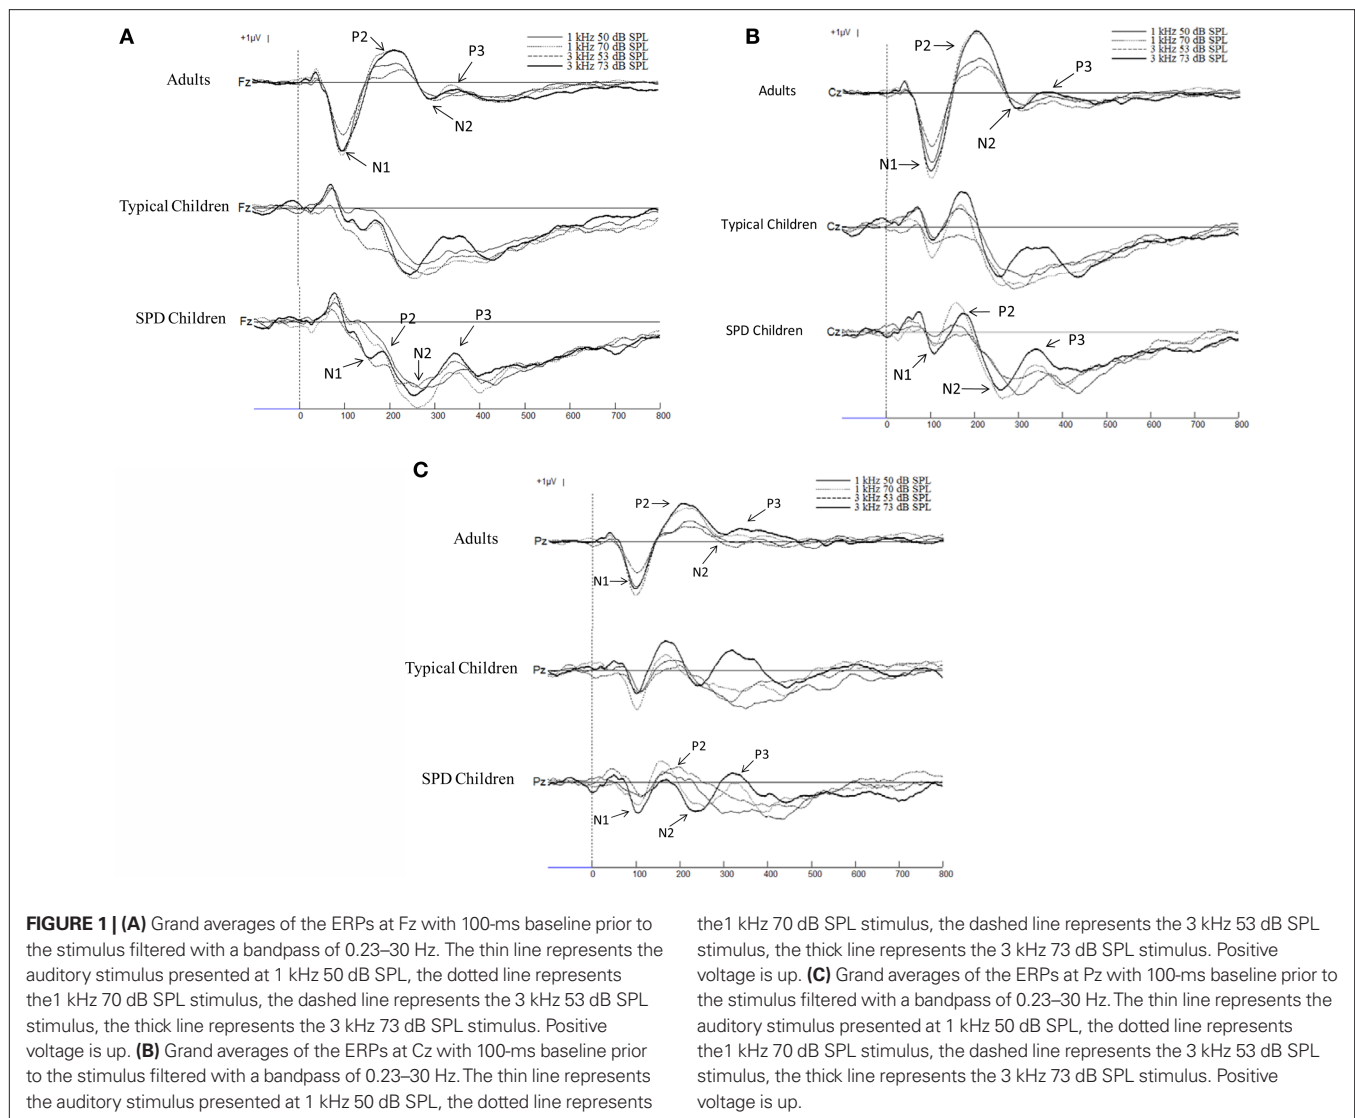 A
+1μV |
P2
P3
1 kHz 50 dB SPL
1 kHz 70 dB SPL
3 kHz 53 dB SPL
3 kHz 73 dB SPL
Adults
Fz
N2
N1
Typical Children
Fz
SPD Children
Fz
P2
P3
N2
N1
0 100 200 300 400 500 600 700 800
B
+1μV |
P2
P3
1 kHz 50 dB SPL
1 kHz 70 dB SPL
3 kHz 53 dB SPL
3 kHz 73 dB SPL
Adults
Cz
N2
N1
Typical Children
Cz
SPD Children
Cz
P2
P3
N1
N2
0 100 200 300 400 500 600 700 800
C
+1μV |
P2
P3
1 kHz 50 dB SPL
1 kHz 70 dB SPL
3 kHz 53 dB SPL
3 kHz 73 dB SPL
Adults
Pz
N2
N1
Typical Children
Pz
SPD Children
Pz
P2
P3
N1
N2
0 100 200 300 400 500 600 700 800
FIGURE 1 | (A) Grand averages of the ERPs at Fz with 100-ms baseline prior to
the stimulus filtered with a bandpass of 0.23–30 Hz. The thin line represents the
auditory stimulus presented at 1 kHz 50 dB SPL, the dotted line represents
the1 kHz 70 dB SPL stimulus, the dashed line represents the 3 kHz 53 dB SPL
stimulus, the thick line represents the 3 kHz 73 dB SPL stimulus. Positive
voltage is up. (B) Grand averages of the ERPs at Cz with 100-ms baseline prior
to the stimulus filtered with a bandpass of 0.23–30 Hz. The thin line represents
the auditory stimulus presented at 1 kHz 50 dB SPL, the dotted line represents
the1 kHz 70 dB SPL stimulus, the dashed line represents the 3 kHz 53 dB SPL
stimulus, the thick line represents the 3 kHz 73 dB SPL stimulus. Positive
voltage is up. (C) Grand averages of the ERPs at Pz with 100-ms baseline prior to
the stimulus filtered with a bandpass of 0.23–30 Hz. The thin line represents the
auditory stimulus presented at 1 kHz 50 dB SPL, the dotted line represents
the1 kHz 70 dB SPL stimulus, the dashed line represents the 3 kHz 53 dB SPL
stimulus, the thick line represents the 3 kHz 73 dB SPL stimulus. Positive
voltage is up.